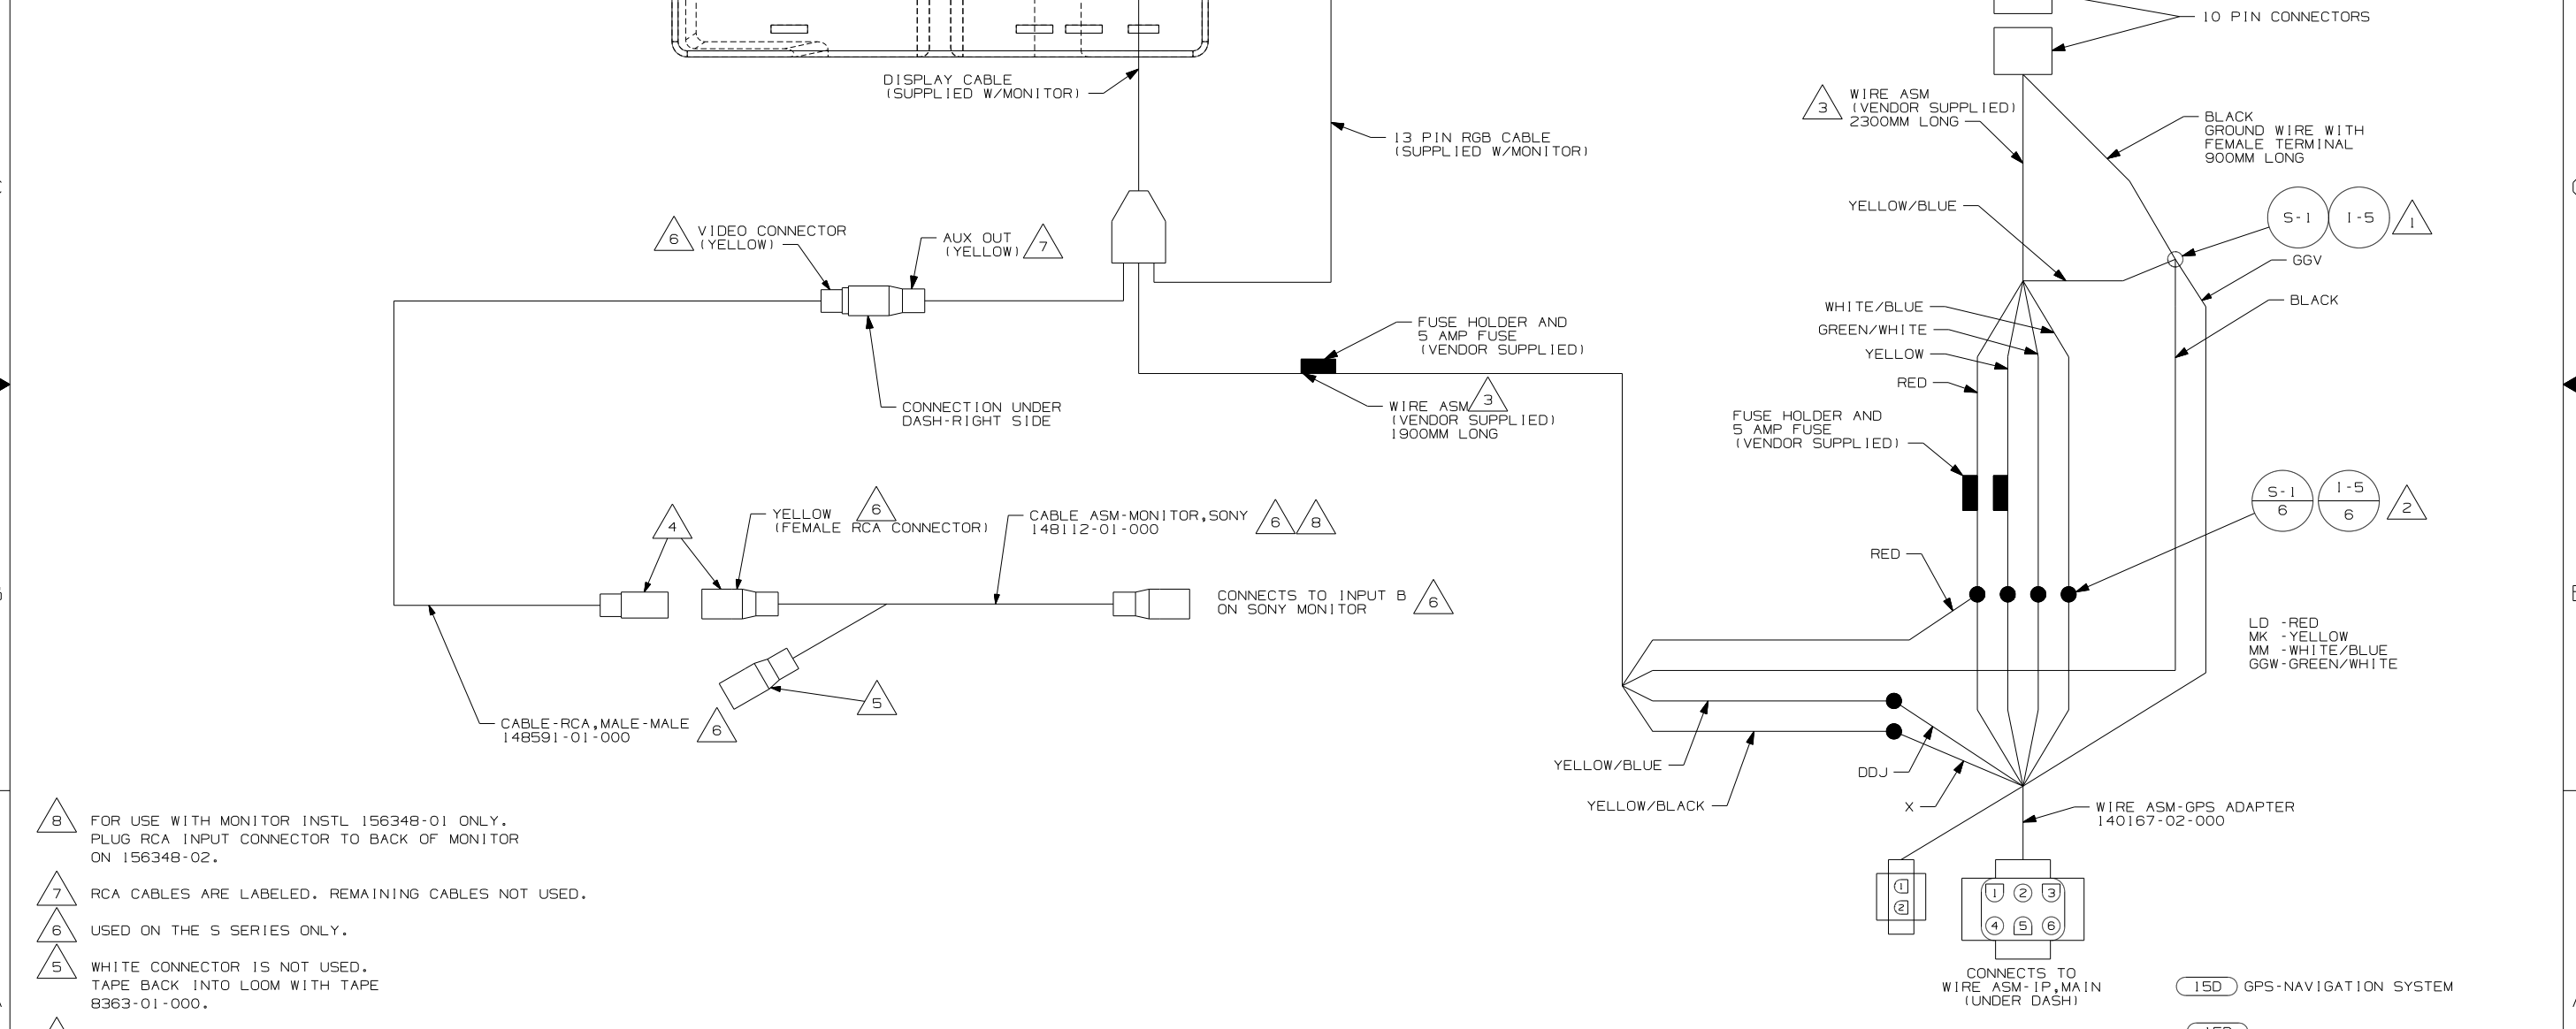 10 PIN CONNECTORS
DISPLAY CABLE
(SUPPLIED W/MONITOR)
13 PIN RGB CABLE
(SUPPLIED W/MONITOR)
3
WIRE ASM
(VENDOR SUPPLIED)
2300MM LONG
BLACK
GROUND WIRE WITH
FEMALE TERMINAL
900MM LONG
YELLOW/BLUE
S-1
I-5
1
GGV
BLACK
6
VIDEO CONNECTOR
(YELLOW)
AUX OUT
(YELLOW)
7
WHITE/BLUE
GREEN/WHITE
YELLOW
RED
FUSE HOLDER AND
5 AMP FUSE
(VENDOR SUPPLIED)
CONNECTION UNDER
DASH-RIGHT SIDE
WIRE ASM
3
(VENDOR SUPPLIED)
1900MM LONG
FUSE HOLDER AND
5 AMP FUSE
(VENDOR SUPPLIED)
S-1
6
I-5
6
2
4
YELLOW
6
(FEMALE RCA CONNECTOR)
CABLE ASM-MONITOR,SONY
148112-01-000
6
8
RED
CONNECTS TO INPUT B
ON SONY MONITOR
6
LD -RED
MK -YELLOW
MM -WHITE/BLUE
GGW-GREEN/WHITE
5
CABLE-RCA,MALE-MALE
148591-01-000
6
YELLOW/BLUE
DDJ
YELLOW/BLACK
X
WIRE ASM-GPS ADAPTER
140167-02-000
8 FOR USE WITH MONITOR INSTL 156348-01 ONLY.
PLUG RCA INPUT CONNECTOR TO BACK OF MONITOR
ON 156348-02.
7 RCA CABLES ARE LABELED. REMAINING CABLES NOT USED.
6 USED ON THE S SERIES ONLY.
5 WHITE CONNECTOR IS NOT USED.
TAPE BACK INTO LOOM WITH TAPE
8363-01-000.
1
2
1 2 3
4 5 6
CONNECTS TO
WIRE ASM-IP,MAIN
(UNDER DASH)
15D GPS-NAVIGATION SYSTEM